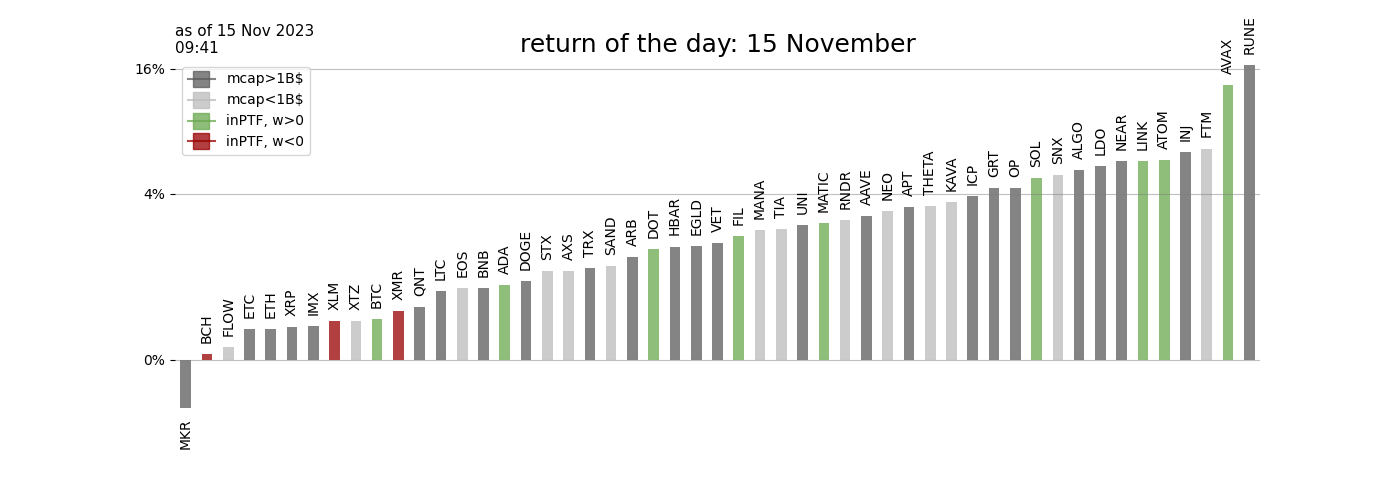 as of 15 Nov 2023
09:41
return of the day: 15 November
16%
4%
0%
mcap>1B$
mcap<1B$
inPTF, w>0
inPTF, w<0
MKR
BCH
FLOW
ETC
ETH
XRP
IMX
XLM
XTZ
BTC
XMR
QNT
LTC
EOS
BNB
ADA
DOGE
STX
AXS
TRX
SAND
ARB
DOT
HBAR
EGLD
VET
FIL
MANA
TIA
UNI
MATIC
RNDR
AAVE
NEO
APT
THETA
KAVA
ICP
GRT
OP
SOL
SNX
ALGO
LDO
NEAR
LINK
ATOM
INJ
FTM
AVAX
RUNE